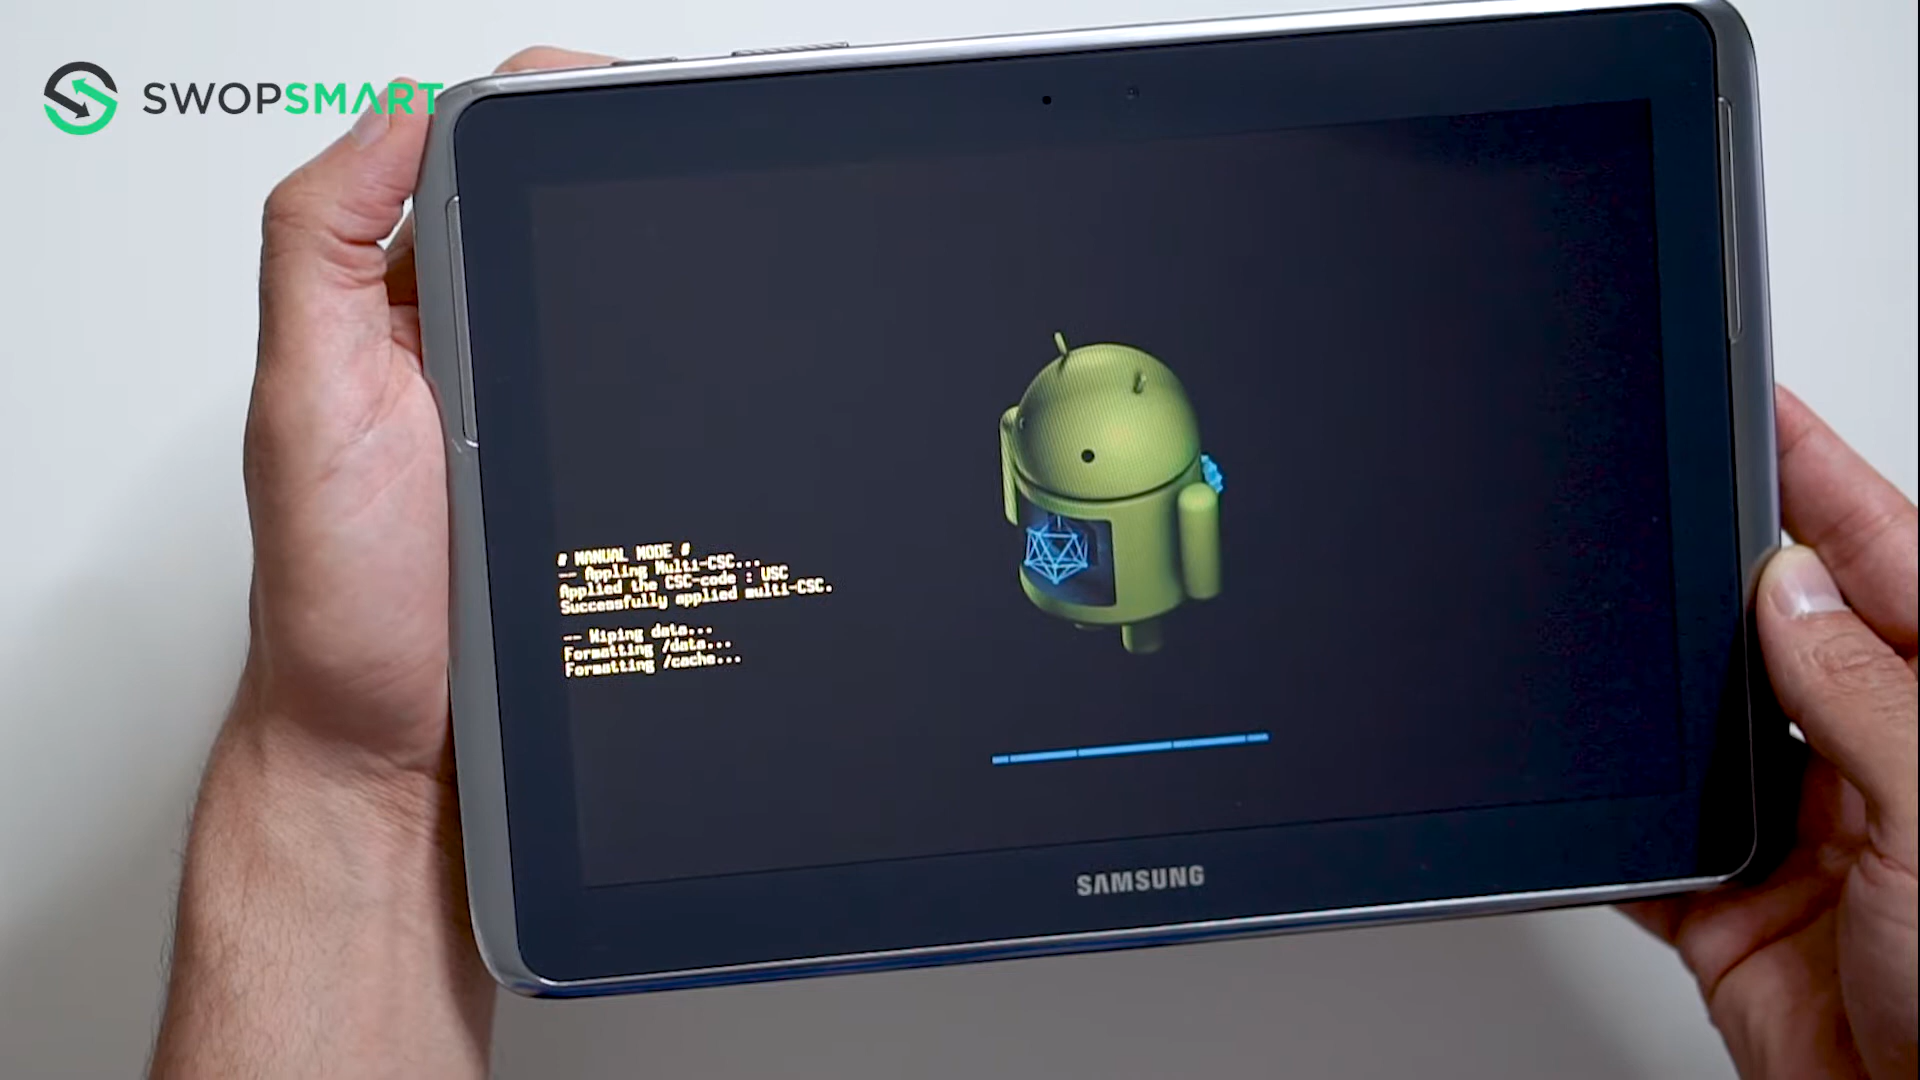 SWOPSMART
# MANUAL MODE #
-- Appling Multi-CSC...
Applied the CSC-code : USC
Successfully applied multi-CSC.
-- Wiping data...
Formatting /data...
Formatting /cache...
SAMSUNG